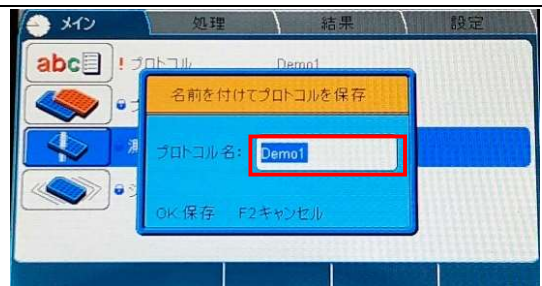 メイン 処理 結果 設定
abc ! プロトコル Demo1
名前を付けてプロトコルを保存
プロトコル名: Demo1
OK 保存 F2キャンセル